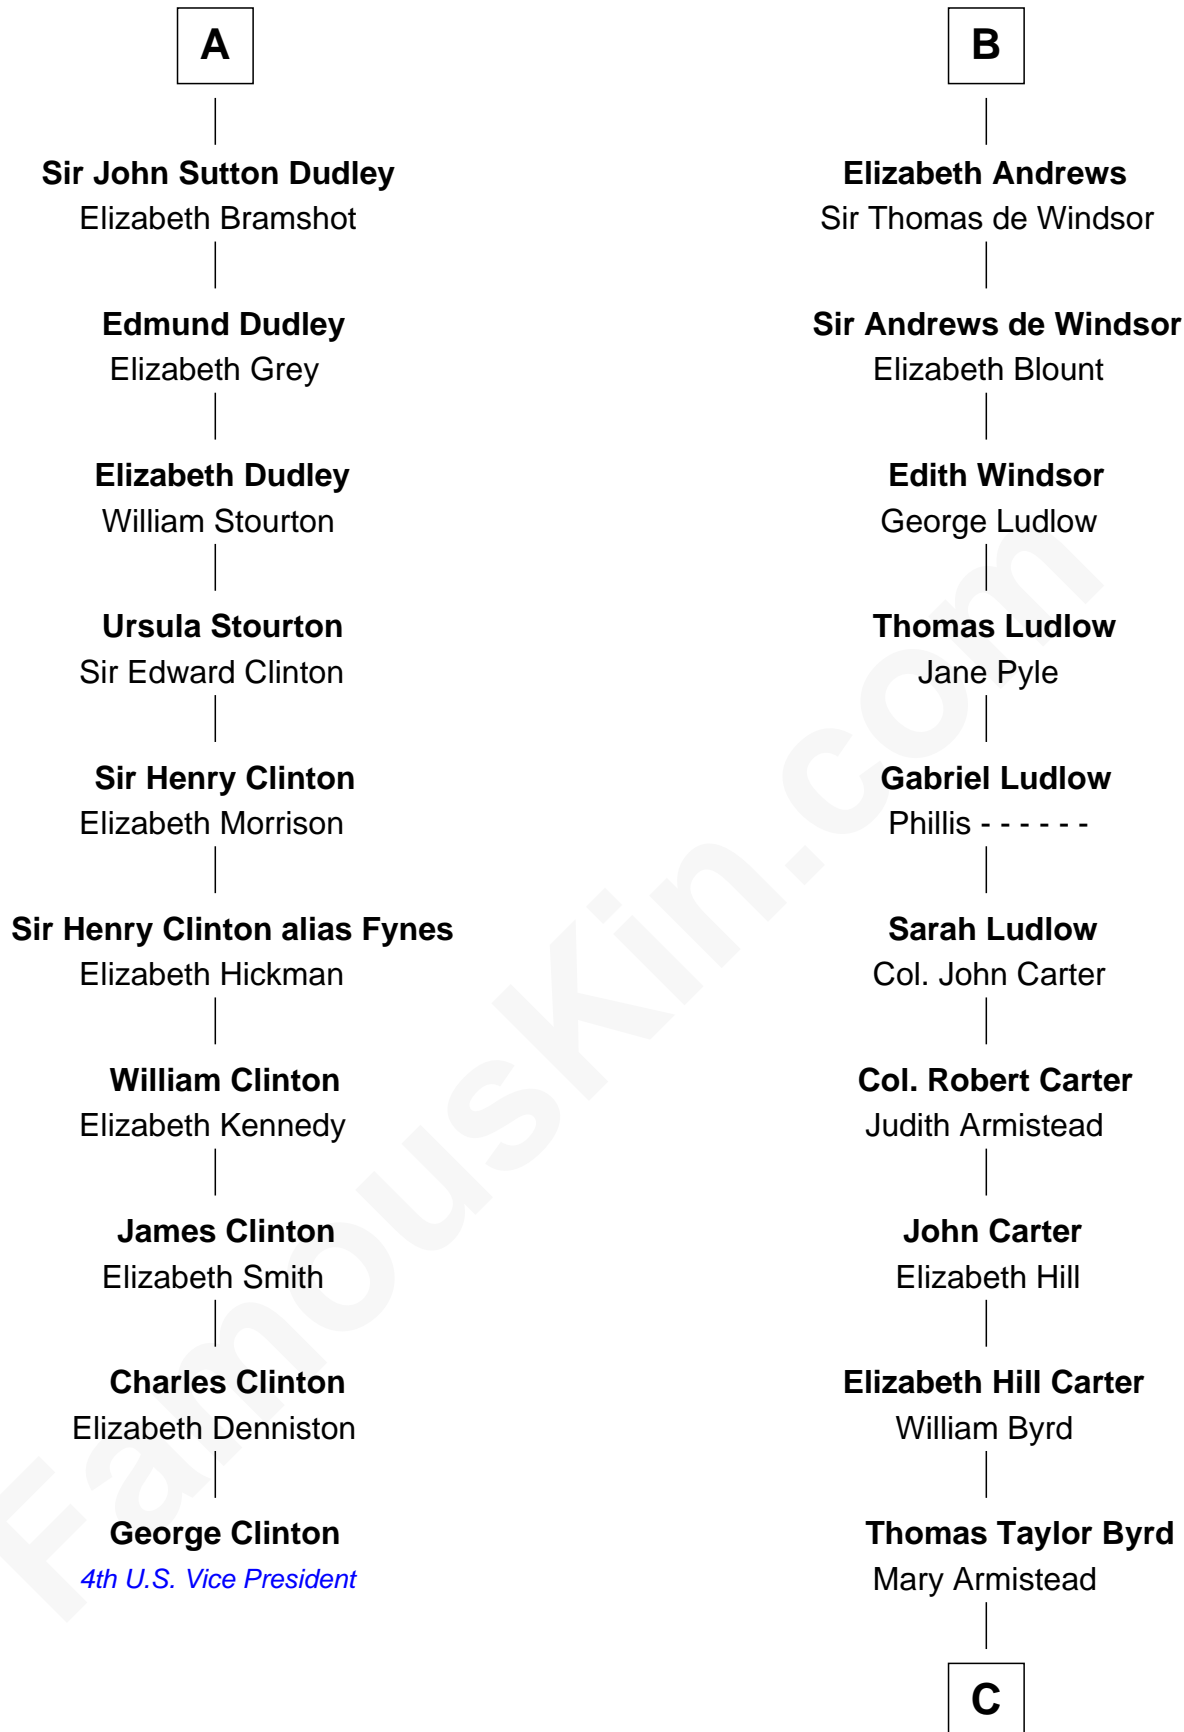 A
Sir John Sutton Dudley
Elizabeth Bramshot
Edmund Dudley
Elizabeth Grey
Elizabeth Dudley
William Stourton
Ursula Stourton
Sir Edward Clinton
Sir Henry Clinton
Elizabeth Morrison
Sir Henry Clinton alias Fynes
Elizabeth Hickman
William Clinton
Elizabeth Kennedy
James Clinton
Elizabeth Smith
Charles Clinton
Elizabeth Denniston
George Clinton
4th U.S. Vice President
B
Elizabeth Andrews
Sir Thomas de Windsor
Sir Andrews de Windsor
Elizabeth Blount
Edith Windsor
George Ludlow
Thomas Ludlow
Jane Pyle
Gabriel Ludlow
Phillis - - - - - -
Sarah Ludlow
Col. John Carter
Col. Robert Carter
Judith Armistead
John Carter
Elizabeth Hill
Elizabeth Hill Carter
William Byrd
Thomas Taylor Byrd
Mary Armistead
C
FamousKin.com